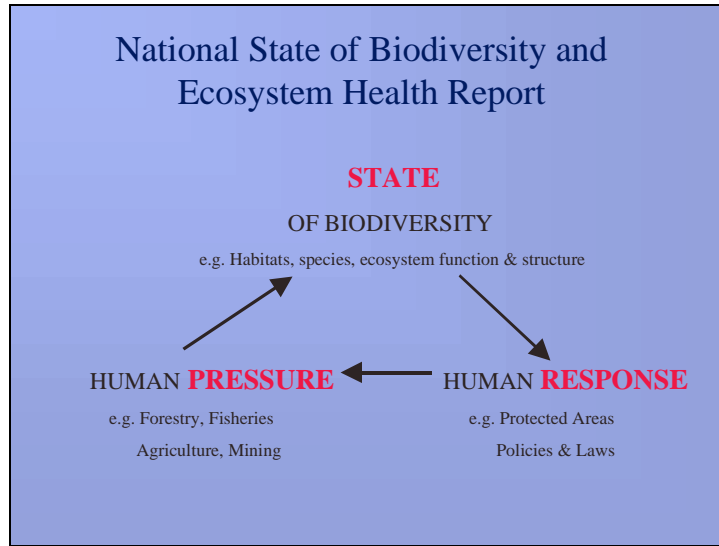 National State of Biodiversity and
Ecosystem Health Report
STATE
OF BIODIVERSITY
e.g. Habitats, species, ecosystem function & structure
HUMAN PRESSURE
e.g. Forestry, Fisheries
Agriculture, Mining
HUMAN RESPONSE
e.g. Protected Areas
Policies & Laws